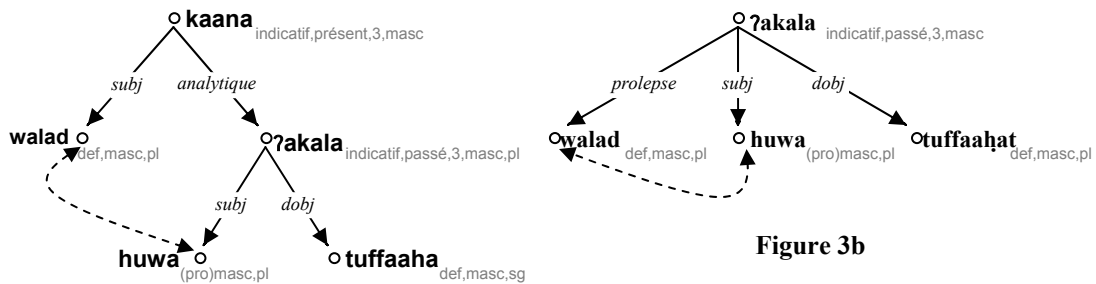 kaana
indicatif,présent,3,masc
subj
analytique
walad
def,masc,pl
ʔakala
indicatif,passé,3,masc,pl
subj
dobj
huwa
(pro)masc,pl
tuffaaha
def,masc,sg
ʔakala
indicatif,passé,3,masc
prolepse
subj
dobj
walad
def,masc,pl
huwa
(pro)masc,pl
tuffaaḥat
def,masc,pl
Figure 3b